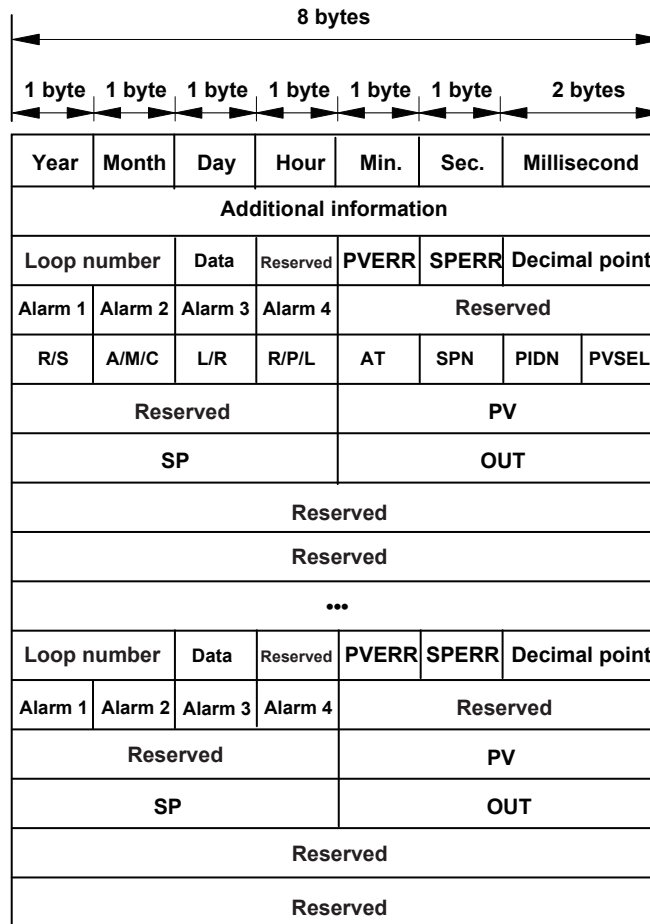 8 bytes
1 byte 1 byte 1 byte 1 byte 1 byte 1 byte 2 bytes
Year Month Day Hour Min. Sec. Millisecond
Additional information
Loop number Data Reserved PVERR SPERR Decimal point
Alarm 1 Alarm 2 Alarm 3 Alarm 4 Reserved
R/S A/M/C L/R R/P/L AT SPN PIDN PVSEL
Reserved PV
SP OUT
Reserved
Reserved
•••
Loop number Data Reserved PVERR SPERR Decimal point
Alarm 1 Alarm 2 Alarm 3 Alarm 4 Reserved
Reserved PV
SP OUT
Reserved
Reserved